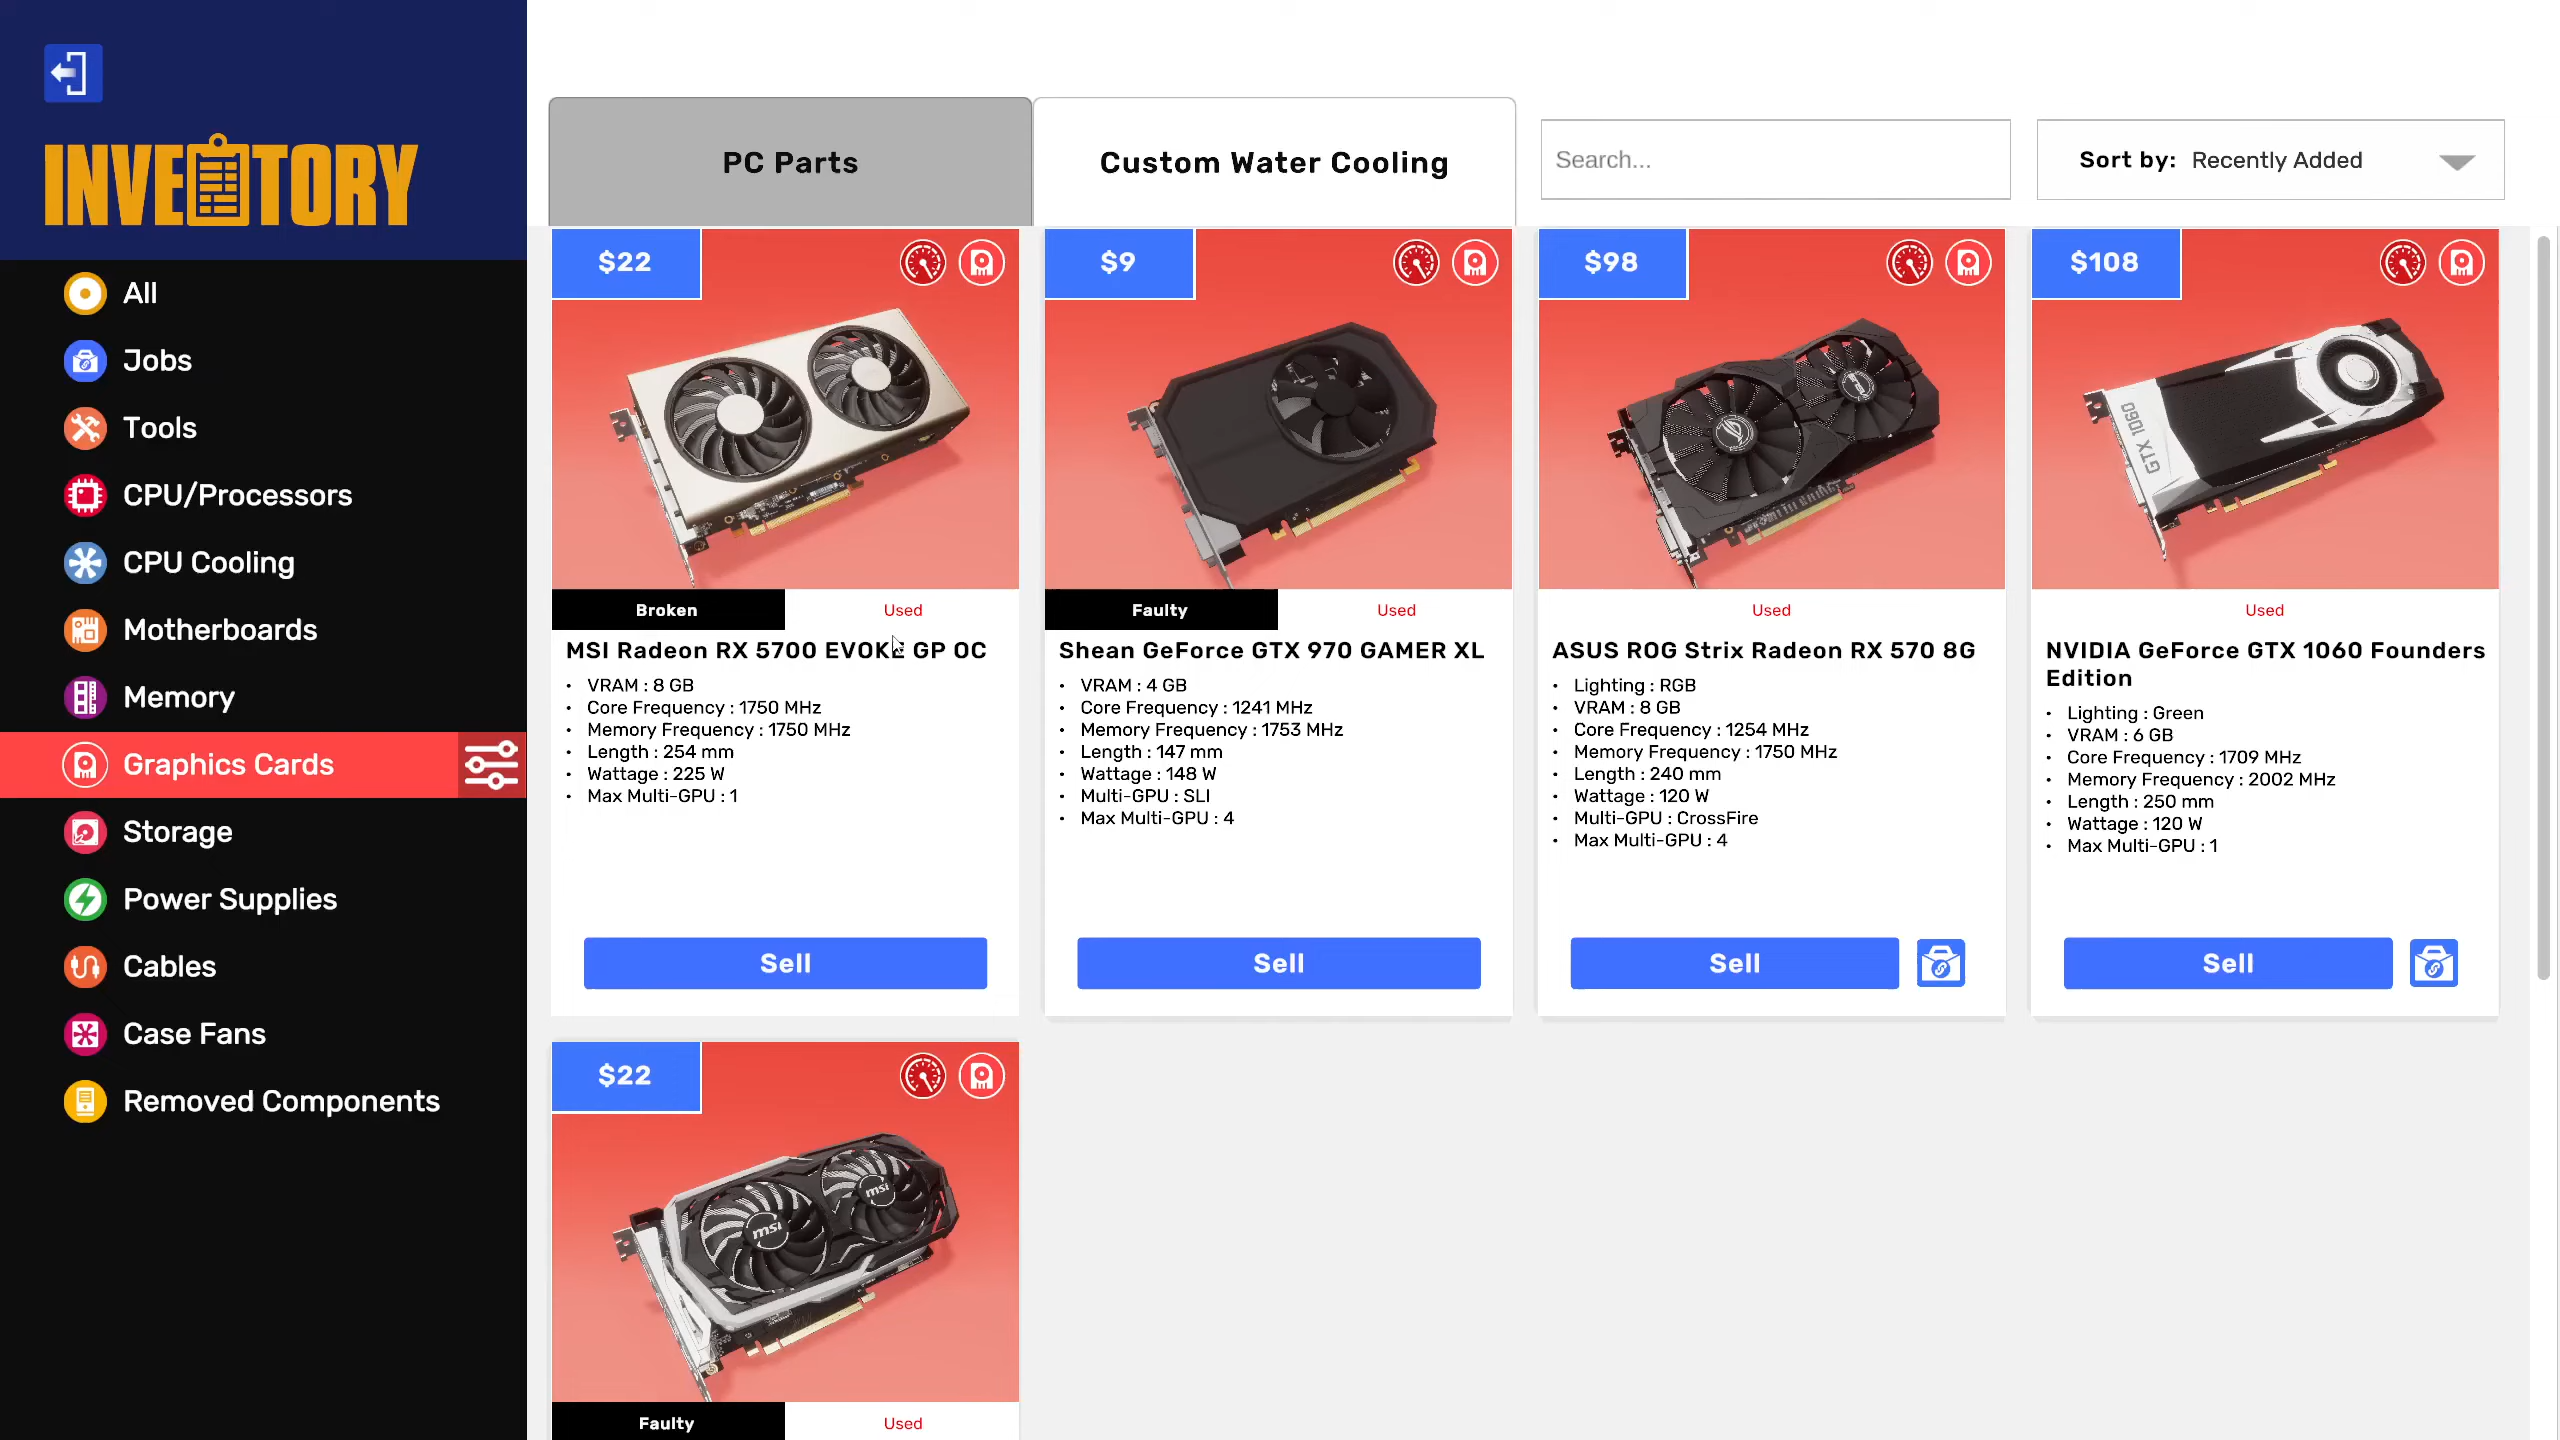 INVENTORY
All
Jobs
Tools
CPU/Processors
CPU Cooling
Motherboards
Memory
Graphics Cards
Storage
Power Supplies
Cables
Case Fans
Removed Components
PC Parts
Custom Water Cooling
Search...
Sort by: Recently Added
$22
Broken
Used
MSI Radeon RX 5700 EVOKE GP OC
• VRAM : 8 GB
• Core Frequency : 1750 MHz
• Memory Frequency : 1750 MHz
• Length : 254 mm
• Wattage : 225 W
• Max Multi-GPU : 1
Sell
$9
Faulty
Used
Shean GeForce GTX 970 GAMER XL
• VRAM : 4 GB
• Core Frequency : 1241 MHz
• Memory Frequency : 1753 MHz
• Length : 147 mm
• Wattage : 148 W
• Multi-GPU : SLI
• Max Multi-GPU : 4
Sell
$98
Used
ASUS ROG Strix Radeon RX 570 8G
• Lighting : RGB
• VRAM : 8 GB
• Core Frequency : 1254 MHz
• Memory Frequency : 1750 MHz
• Length : 240 mm
• Wattage : 120 W
• Multi-GPU : CrossFire
• Max Multi-GPU : 4
Sell
$108
GTX 1060
Used
NVIDIA GeForce GTX 1060 Founders
Edition
• Lighting : Green
• VRAM : 6 GB
• Core Frequency : 1709 MHz
• Memory Frequency : 2002 MHz
• Length : 250 mm
• Wattage : 120 W
• Max Multi-GPU : 1
Sell
$22
msi
msi
Faulty
Used